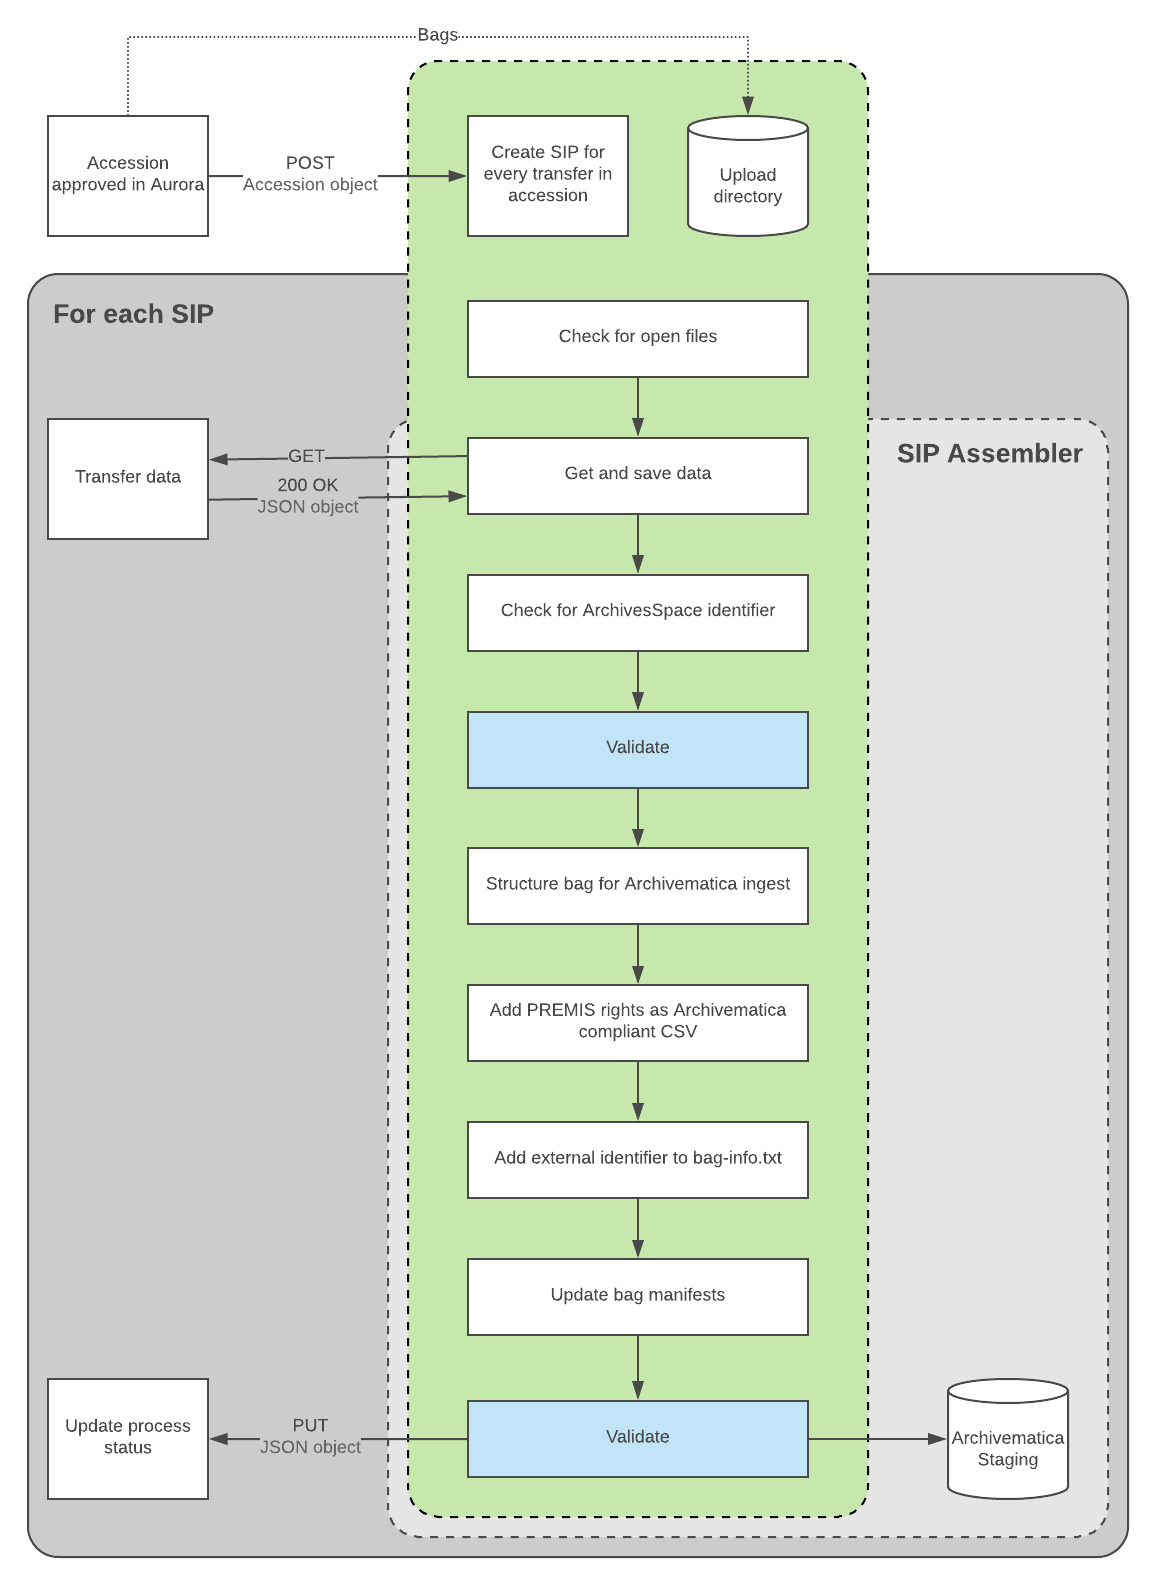 Bags
Accession
approved in Aurora
POST
Accession object
Create SIP for
every transfer in
accession
Upload
directory
For each SIP
Check for open files
SIP Assembler
Transfer data
GET
200 OK
JSON object
Get and save data
Check for ArchivesSpace identifier
Validate
Structure bag for Archivematica ingest
Add PREMIS rights as Archivematica
compliant CSV
Add external identifier to bag-info.txt
Update bag manifests
Update process
status
PUT
JSON object
Validate
Archivematica
Staging